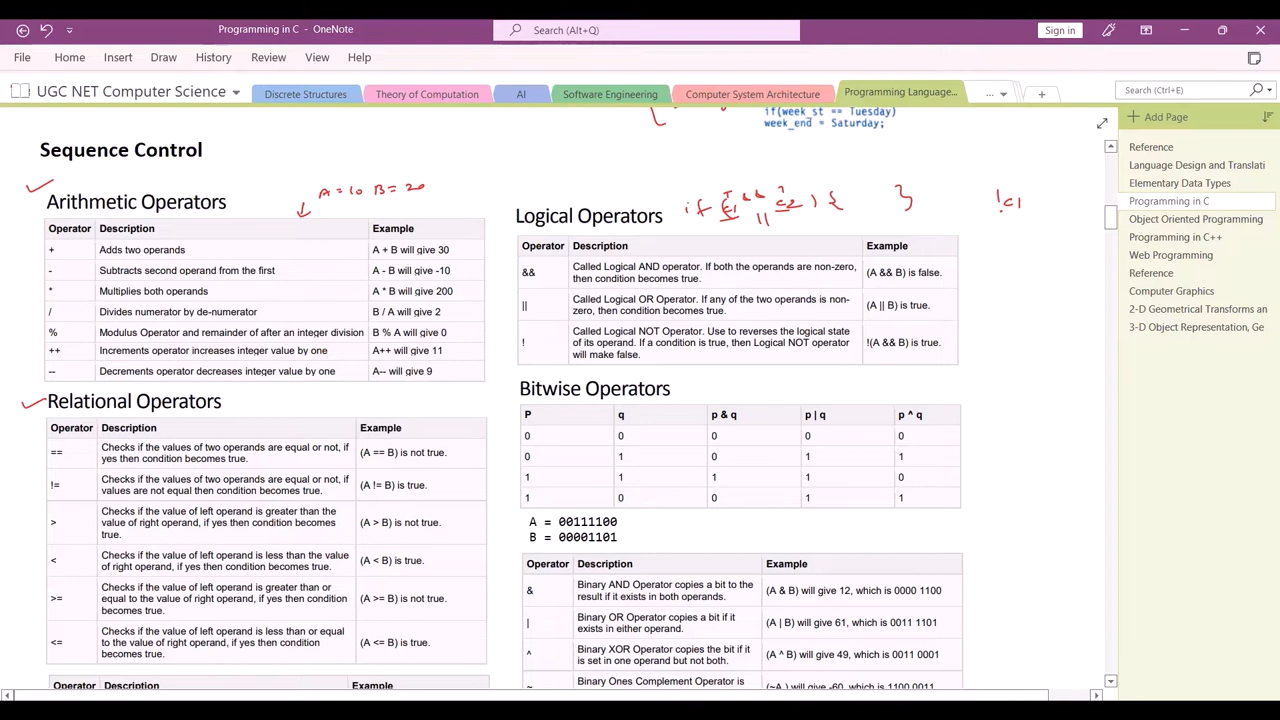 Programming in C - OneNote
Search (Alt+Q)
Sign in
File Home Insert Draw History Review View Help
UGC NET Computer Science
Discrete Structures
Theory of Computation
AI
Software Engineering
Computer System Architecture
Programming Language...
...
Search (Ctrl+E)
Add Page
Reference
Language Design and Translati
Elementary Data Types
Programming in C
Object Oriented Programming
Programming in C++
Web Programming
Reference
Computer Graphics
2-D Geometrical Transforms an
3-D Object Representation, Ge
if(week_st == Tuesday)
week_end = Saturday;
Sequence Control
A = 10 B = 20
Arithmetic Operators
Operator Description Example
+ Adds two operands A + B will give 30
- Subtracts second operand from the first A - B will give -10
* Multiplies both operands A * B will give 200
/ Divides numerator by de-numerator B / A will give 2
% Modulus Operator and remainder of after an integer division B % A will give 0
++ Increments operator increases integer value by one A++ will give 11
-- Decrements operator decreases integer value by one A-- will give 9
Relational Operators
Operator Description Example
== Checks if the values of two operands are equal or not, if
yes then condition becomes true. (A == B) is not true.
!= Checks if the values of two operands are equal or not, if
values are not equal then condition becomes true. (A != B) is true.
> Checks if the value of left operand is greater than the
value of right operand, if yes then condition becomes (A > B) is not true.
true.
< Checks if the value of left operand is less than the value
of right operand, if yes then condition becomes true. (A < B) is true.
>= Checks if the value of left operand is greater than or
equal to the value of right operand, if yes then condition (A >= B) is not true.
becomes true.
<= Checks if the value of left operand is less than or equal
to the value of right operand, if yes then condition (A <= B) is true.
becomes true.
Operator Description Example
if (c1 && c2) { }
||
!c1
Logical Operators
Operator Description Example
&& Called Logical AND operator. If both the operands are non-zero,
then condition becomes true. (A && B) is false.
|| Called Logical OR Operator. If any of the two operands is non-
zero, then condition becomes true. (A || B) is true.
! Called Logical NOT Operator. Use to reverses the logical state
of its operand. If a condition is true, then Logical NOT operator !(A && B) is true.
will make false.
Bitwise Operators
P q p & q p | q p ^ q
0 0 0 0 0
0 1 0 1 1
1 1 1 1 0
1 0 0 1 1
A = 00111100
B = 00001101
Operator Description Example
& Binary AND Operator copies a bit to the
result if it exists in both operands. (A & B) will give 12, which is 0000 1100
| Binary OR Operator copies a bit if it
exists in either operand. (A | B) will give 61, which is 0011 1101
^ Binary XOR Operator copies the bit if it
is set in one operand but not both. (A ^ B) will give 49, which is 0011 0001
~ Binary Ones Complement Operator is (~A ) will give -60, which is 1100 0011